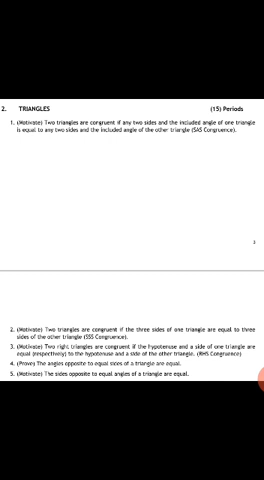 2. TRIANGLES (15) Periods
1. (Motivate) Two triangles are congruent if any two sides and the included angle of one triangle
is equal to any two sides and the included angle of the other triangle (SAS Congruence).
3
2. (Motivate) Two triangles are congruent if the three sides of one triangle are equal to three
sides of the other triangle (SSS Congruence).
3. (Motivate) Two right triangles are congruent if the hypotenuse and a side of one triangle are
equal (respectively) to the hypotenuse and a side of the other triangle. (RHS Congruence)
4. (Prove) The angles opposite to equal sides of a triangle are equal.
5. (Motivate) The sides opposite to equal angles of a triangle are equal.